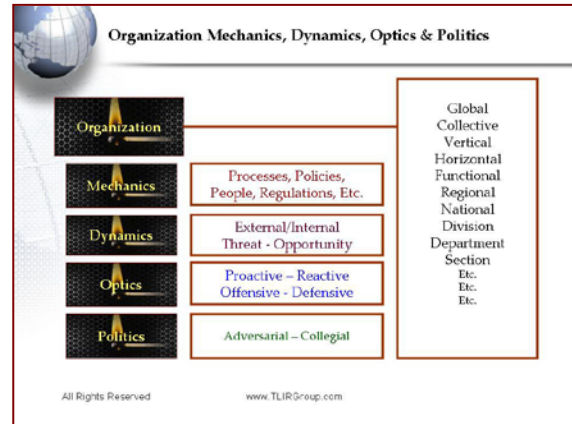 Organization Mechanics, Dynamics, Optics & Politics
Organization
Mechanics
Processes, Policies,
People, Regulations, Etc.
Dynamics
External/Internal
Threat - Opportunity
Optics
Proactive – Reactive
Offensive - Defensive
Politics
Adversarial – Collegial
Global
Collective
Vertical
Horizontal
Functional
Regional
National
Division
Department
Section
Etc.
Etc.
Etc.
All Rights Reserved
www.TLIRGroup.com